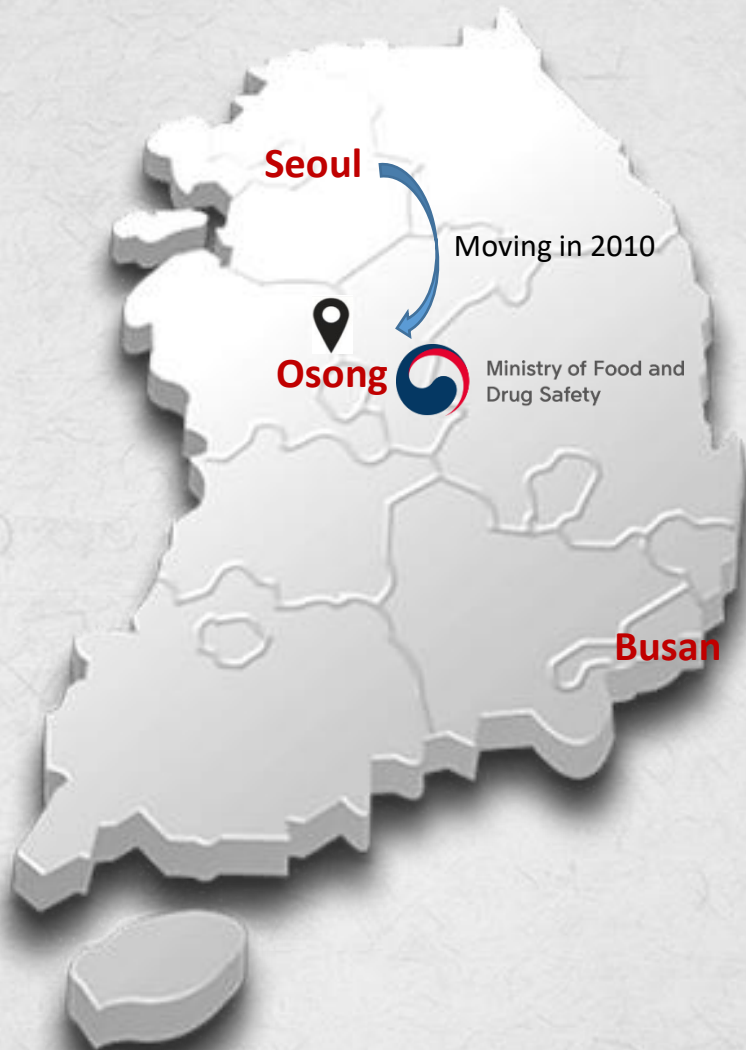 Seoul
Moving in 2010
Osong
Ministry of Food and
Drug Safety
Busan